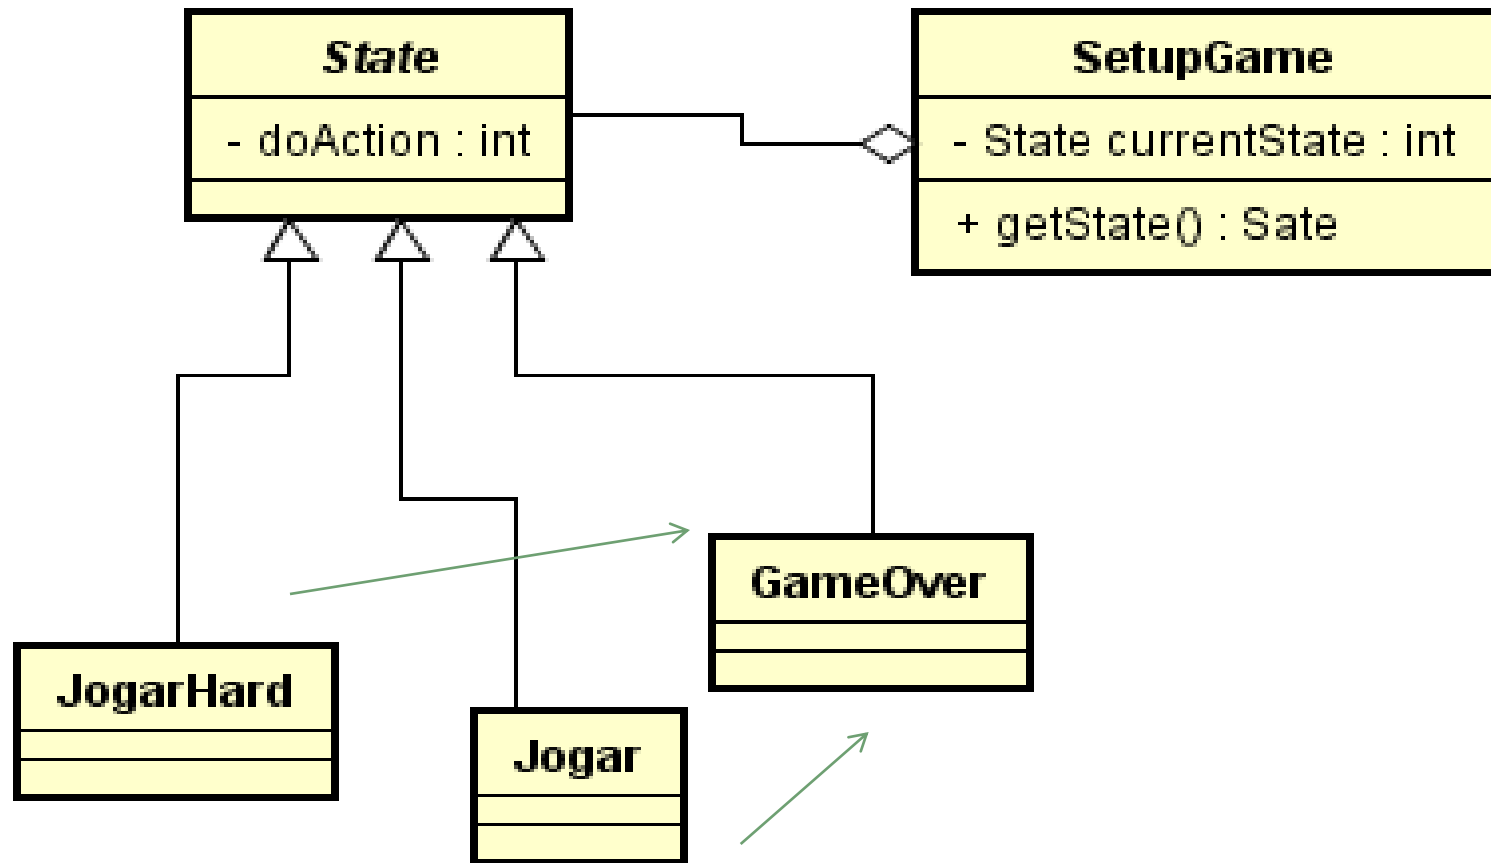 State
- doAction : int
SetupGame
- State currentState : int
+ getState() : Sate
GameOver
JogarHard
Jogar